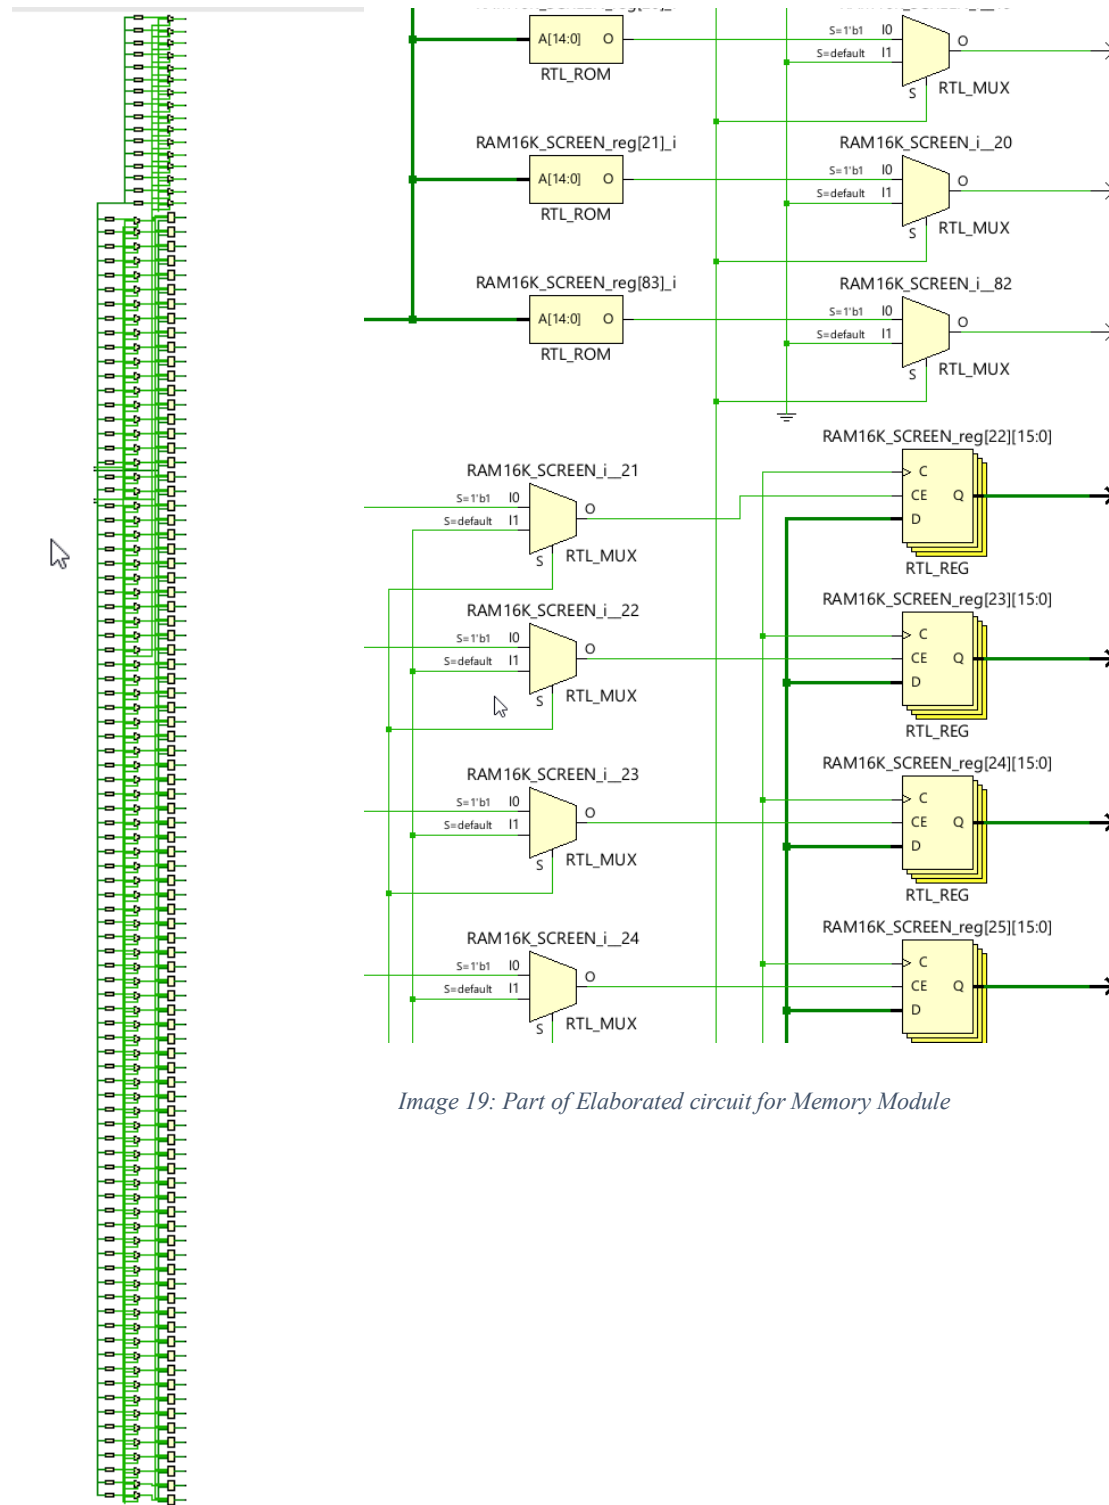 A[14:0] O
RTL_ROM
S=1'b1 I0
S=default I1
O
S
RTL_MUX
RAM16K_SCREEN_reg[21]_i
A[14:0] O
RTL_ROM
RAM16K_SCREEN_i__20
S=1'b1 I0
S=default I1
O
S
RTL_MUX
RAM16K_SCREEN_reg[83]_i
A[14:0] O
RTL_ROM
RAM16K_SCREEN_i__82
S=1'b1 I0
S=default I1
O
S
RTL_MUX
RAM16K_SCREEN_i__21
S=1'b1 I0
S=default I1
O
S
RTL_MUX
RAM16K_SCREEN_reg[22][15:0]
C
CE Q
D
RTL_REG
RAM16K_SCREEN_i__22
S=1'b1 I0
S=default I1
O
S
RTL_MUX
RAM16K_SCREEN_reg[23][15:0]
C
CE Q
D
RTL_REG
RAM16K_SCREEN_i__23
S=1'b1 I0
S=default I1
O
S
RTL_MUX
RAM16K_SCREEN_reg[24][15:0]
C
CE Q
D
RTL_REG
RAM16K_SCREEN_i__24
S=1'b1 I0
S=default I1
O
S
RTL_MUX
RAM16K_SCREEN_reg[25][15:0]
C
CE Q
D
Image 19: Part of Elaborated circuit for Memory Module